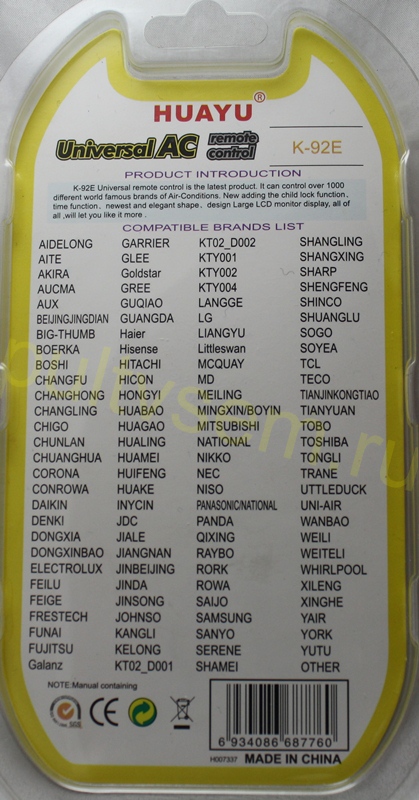 HUAYU®
Universal AC remote control K-92E
PRODUCT INTRODUCTION
K-92E Universal remote control is the latest product. It can control over 1000
different world famous brands of Air-Conditions. New adding the child lock function.
time function. newest and elegant shape. design Large LCD monitor display, all of
all ,will let you like it more .
COMPATIBLE BRANDS LIST
AIDELONG GARRIER KT02_D002 SHANGLING
AITE GLEE KTY001 SHANGXING
AKIRA Goldstar KTY002 SHARP
AUCMA GREE KTY004 SHENGFENG
AUX GUQIAO LANGGE SHINCO
BEIJINGJINGDIAN GUANGDA LG SHUANGLU
BIG-THUMB Haier LIANGYU SOGO
BOERKA Hisense Littleswan SOYEA
BOSHI HITACHI MCQUAY TCL
CHANGFU HICON MD TECO
CHANGHONG HONGYI MEILING TIANJINKONGTIAO
CHANGLING HUABAO MINGXIN/BOYIN TIANYUAN
CHIGO HUAGAO MITSUBISHI TOBO
CHUNLAN HUALING NATIONAL TOSHIBA
CHUANGHUA HUAMEI NIKKO TONGLI
CORONA HUIFENG NEC TRANE
CONROWA HUAKE NISO UTTLEDUCK
DAIKIN INYCIN PANASONIC/NATIONAL UNI-AIR
DENKI JDC PANDA WANBAO
DONGXIA JIALE QIXING WEILI
DONGXINBAO JIANGNAN RAYBO WEITELI
ELECTROLUX JINBEIJING RORK WHIRLPOOL
FEILU JINDA ROWA XILENG
FEIGE JINSONG SAIJO XINGHE
FRESTECH JOHNSO SAMSUNG YAIR
FUNAI KANGLI SANYO YORK
FUJITSU KELONG SERENE YUTU
Galanz KT02_D001 SHAMEI OTHER
NOTE:Manual containing
SGS CE
6 934086 687760
H007337 MADE IN CHINA
pultvsem.ru